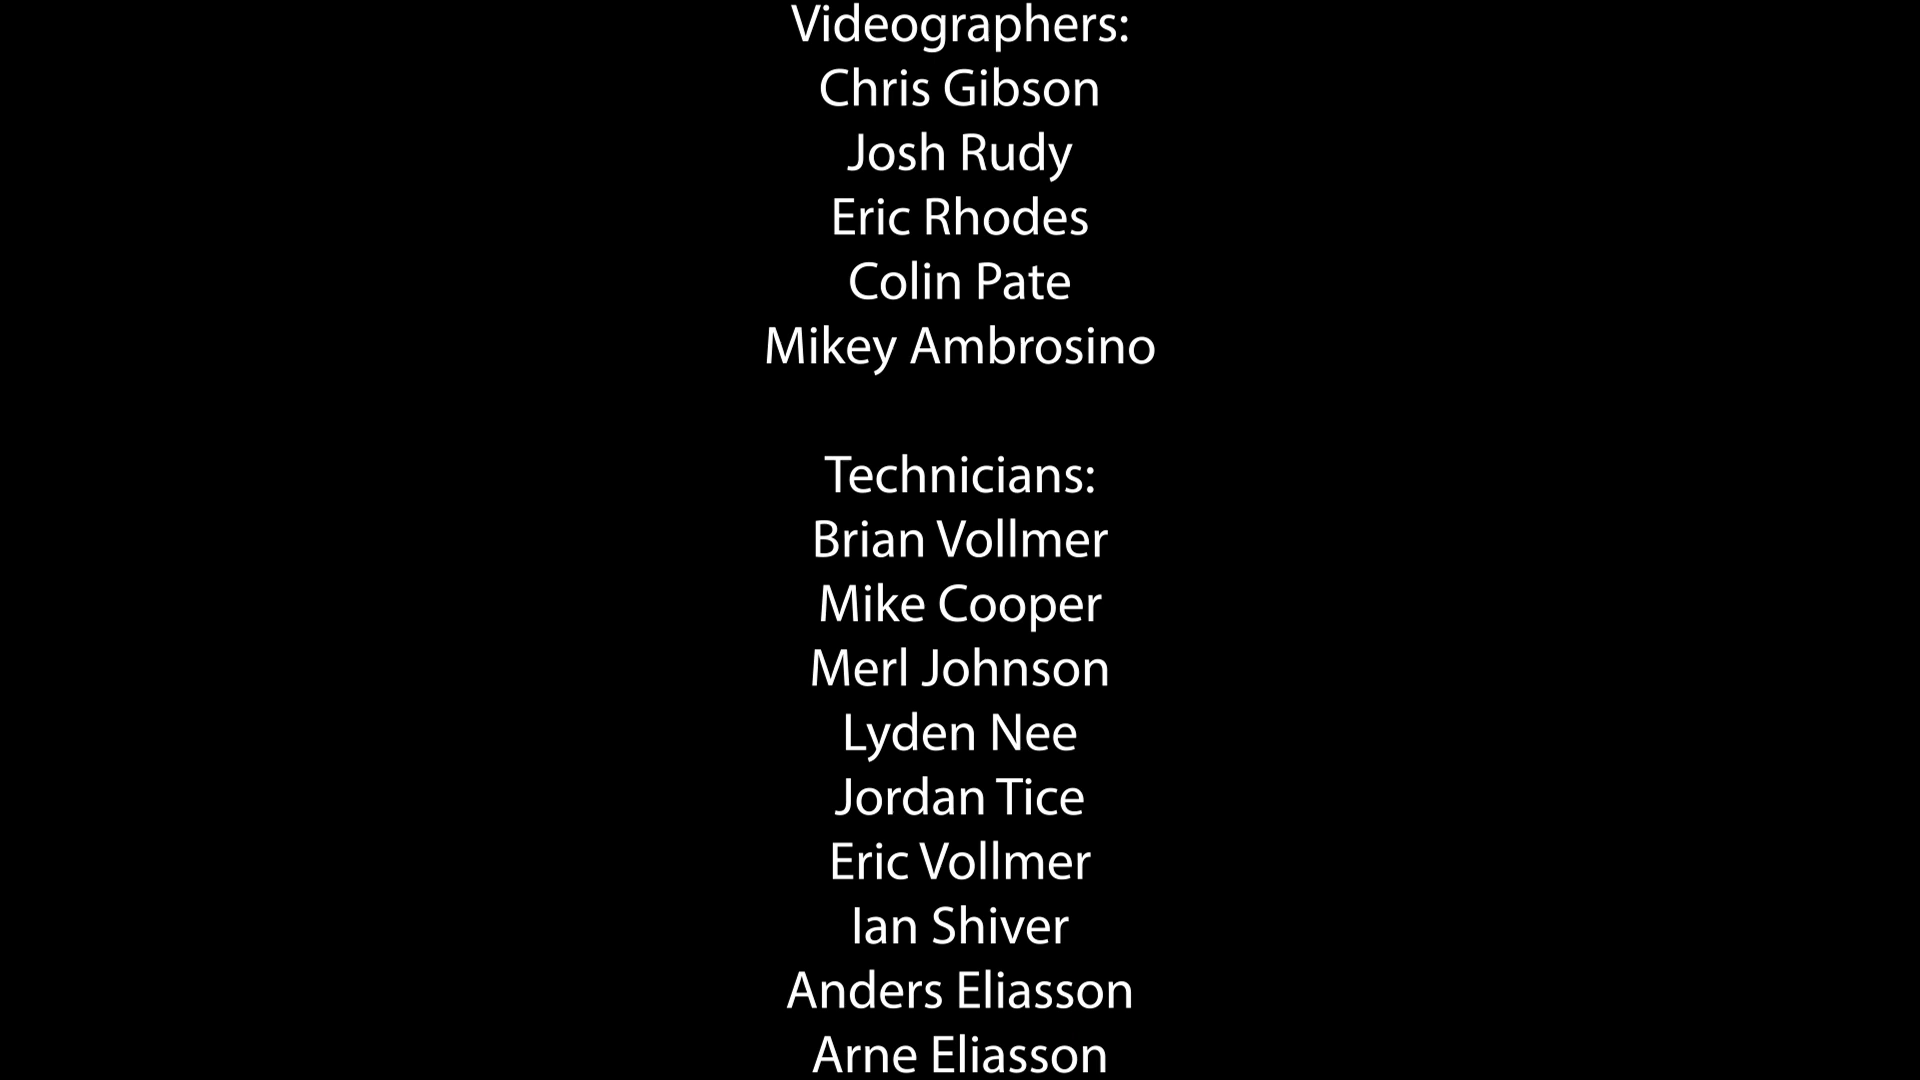 Videographers:
Chris Gibson
Josh Rudy
Eric Rhodes
Colin Pate
Mikey Ambrosino
Technicians:
Brian Vollmer
Mike Cooper
Merl Johnson
Lyden Nee
Jordan Tice
Eric Vollmer
Ian Shiver
Anders Eliasson
Arne Eliasson